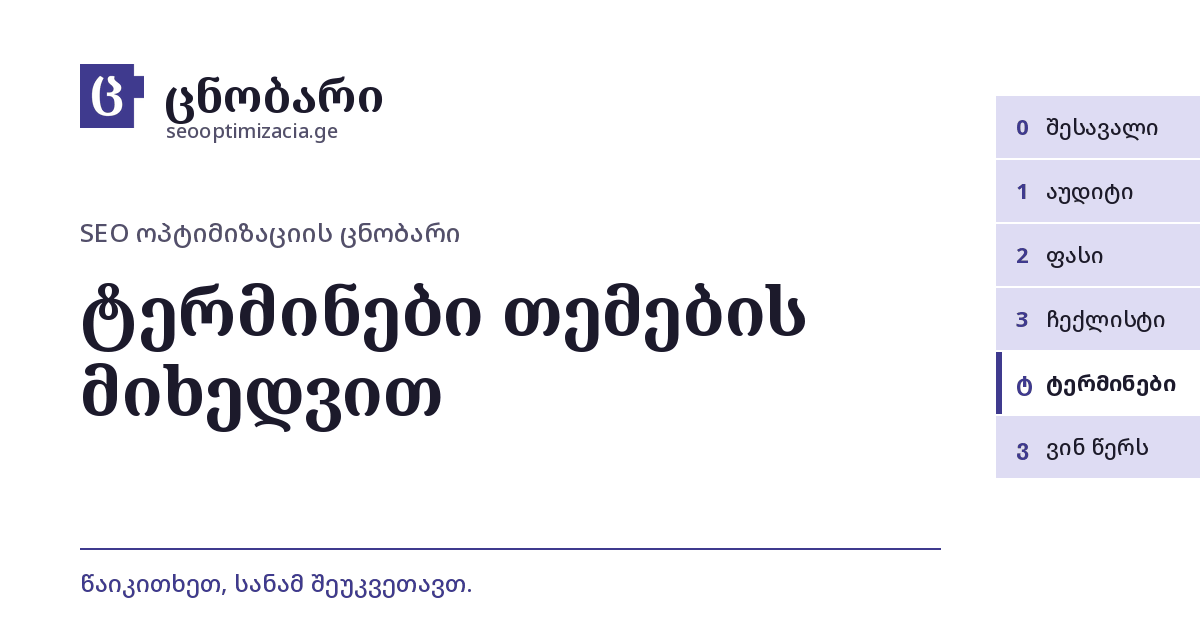 ც ცნობარი
seooptimizacia.ge
SEO ოპტიმიზაციის ცნობარი
ტერმინები თემების
მიხედვით
წაიკითხეთ, სანამ შეუკვეთავთ.
0 შესავალი
1 აუდიტი
2 ფასი
3 ჩექლისტი
ტ ტერმინები
ვ ვინ წერს